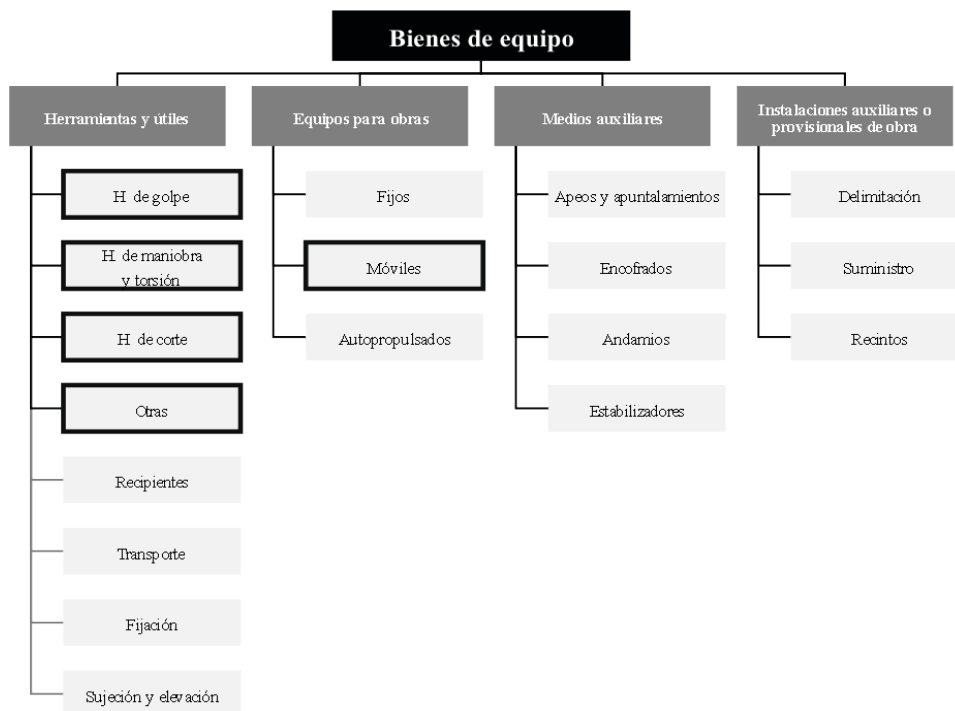 Bienes de equipo
Herramientas y útiles
H. de golpe
H. de maniobra
y torsión
H. de corte
Otras
Recipientes
Transporte
Fijación
Sujeción y elevación
Equipos para obras
Fijos
Móviles
Autopropulsados
Medios auxiliares
Apeos y apuntalamientos
Encofrados
Andamios
Estabilizadores
Instalaciones auxiliares o
provisionales de obra
Delimitación
Suministro
Recintos